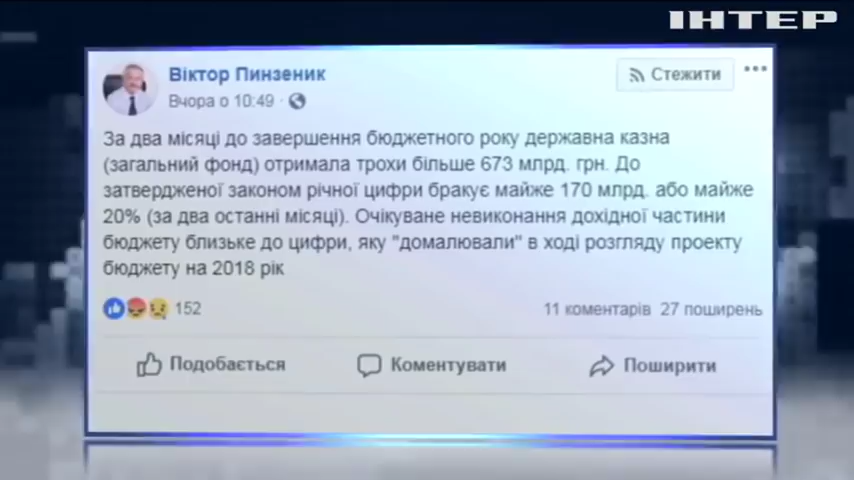 ІНТЕР
Віктор Пинзеник
Стежити
Вчора о 10:49
За два місяці до завершення бюджетного року державна казна
(загальний фонд) отримала трохи більше 673 млрд. грн. До
затвердженої законом річної цифри бракує майже 170 млрд. або майже
20% (за два останні місяці). Очікуване невиконання дохідної частини
бюджету близьке до цифри, яку "домалювали" в ході розгляду проекту
бюджету на 2018 рік
152
11 коментарів 27 поширень
Подобається Коментувати Поширити